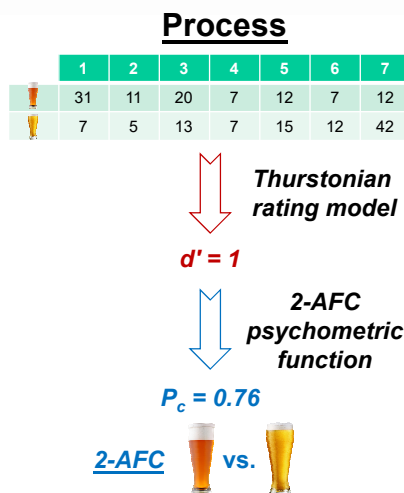 Process
1 2 3 4 5 6 7
31 11 20 7 12 7 12
7 5 13 7 15 12 42
Thurstonian
rating model
d' = 1
2-AFC
psychometric
function
Pc = 0.76
2-AFC vs.